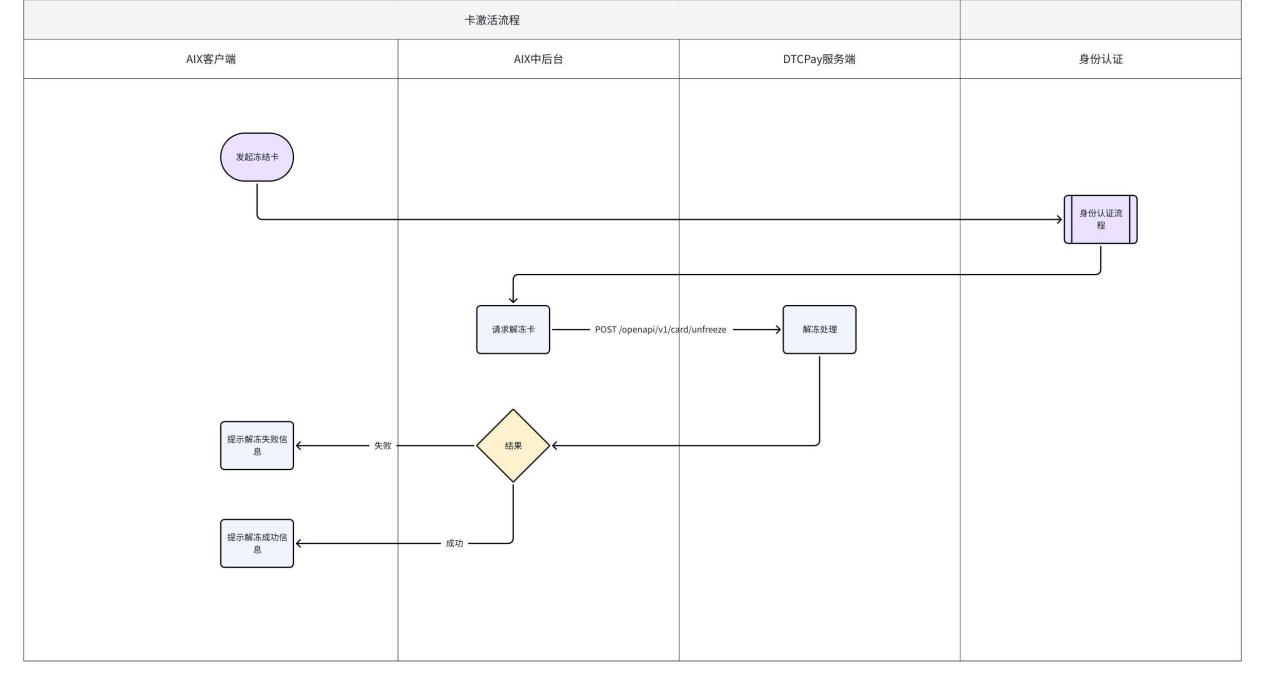 卡激活流程
AIX客户端
AIX中后台
DTCPay服务端
身份认证
发起冻结卡
身份认证流
程
请求解冻卡
POST /openapi/v1/card/unfreeze
解冻处理
提示解冻失败信
息
失败
结果
提示解冻成功信
息
成功